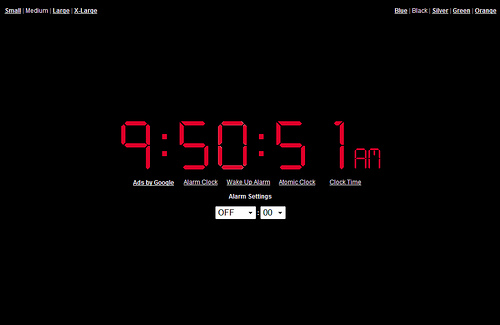 Small | Medium | Large | X-Large
Blue | Black | Silver | Green | Orange
9:50:51 AM
Ads by Google Alarm Clock Wake Up Alarm Atomic Clock Clock Time
Alarm Settings
OFF : 00